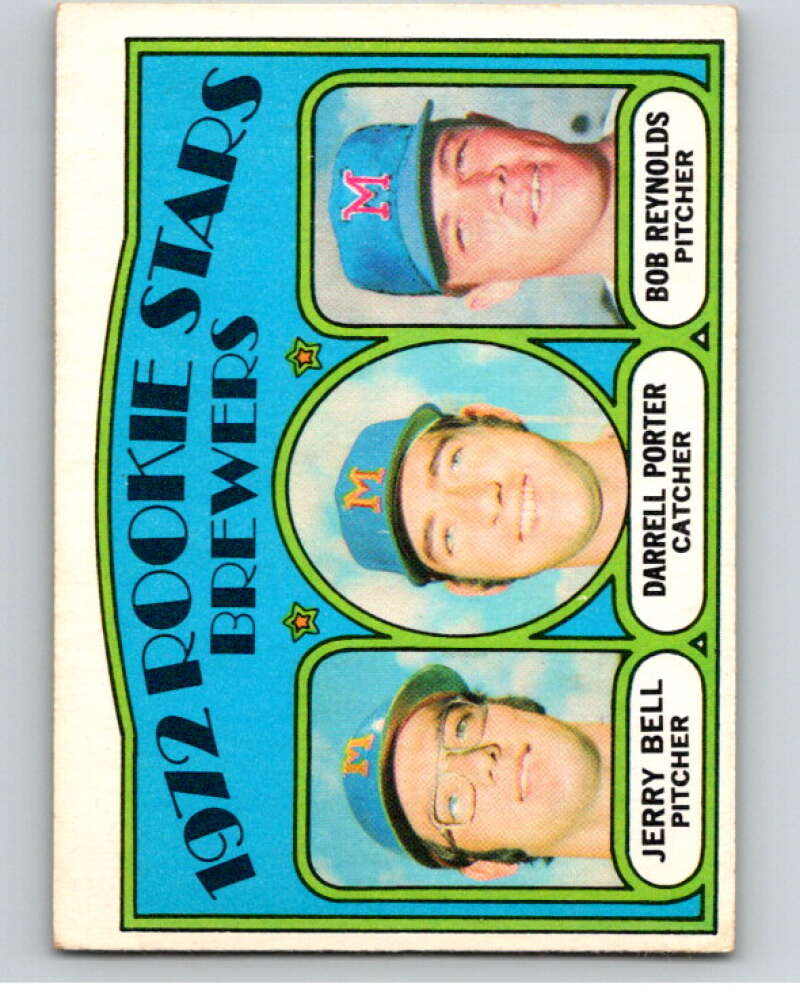 1972 ROOKIE STARS
BREWERS
M
JERRY BELL
PITCHER
M
DARRELL PORTER
CATCHER
M
BOB REYNOLDS
PITCHER